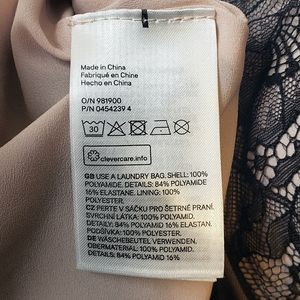 Made in China
Fabriqué en Chine
Hecho en China
O/N 981900
P/N 0454239 4
30
clevercare.info
GB USE A LAUNDRY BAG. SHELL: 100%
POLYAMIDE. DETAILS: 84% POLYAMIDE
16% ELASTANE. LINING: 100%
POLYESTER.
CZ PERTE V SÁČKU PRO ŠETRNÉ PRANÍ.
SVRCHNÍ LÁTKA: 100% POLYAMID.
DETAILY: 84% POLYAMID 16% ELASTAN.
PODŠÍVKA: 100% POLYESTER.
DE WÄSCHEBEUTEL VERWENDEN.
OBERMATERIAL: 100% POLYAMID.
DETAILS: 84% POLYAMID 16%